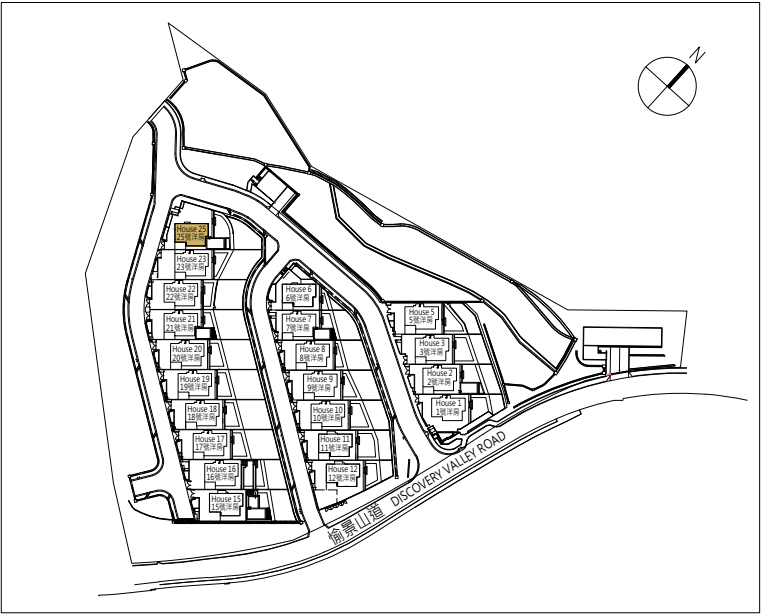 N
House 25
25號洋房
House 23
23號洋房
House 22
22號洋房
House 21
21號洋房
House 20
20號洋房
House 19
19號洋房
House 18
18號洋房
House 17
17號洋房
House 16
16號洋房
House 15
15號洋房
House 6
6號洋房
House 7
7號洋房
House 8
8號洋房
House 9
9號洋房
House 10
10號洋房
House 11
11號洋房
House 12
12號洋房
House 5
5號洋房
House 3
3號洋房
House 2
2號洋房
House 1
1號洋房
愉景山道 DISCOVERY VALLEY ROAD